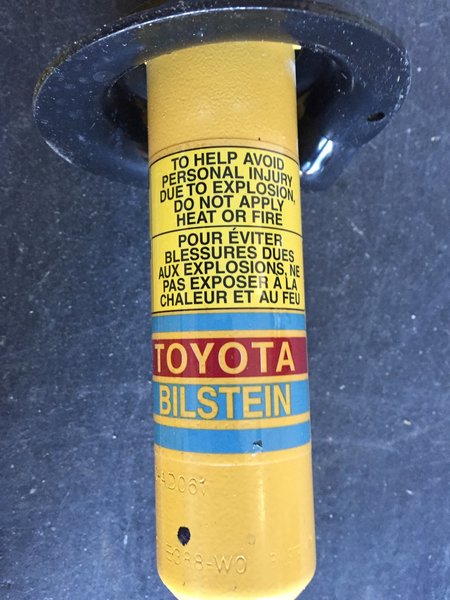 TO HELP AVOID
PERSONAL INJURY
DUE TO EXPLOSION,
DO NOT APPLY
HEAT OR FIRE
POUR ÉVITER
BLESSURES DUES
AUX EXPLOSIONS, NE
PAS EXPOSER À LA
CHALEUR ET AU FEU
TOYOTA
BILSTEIN